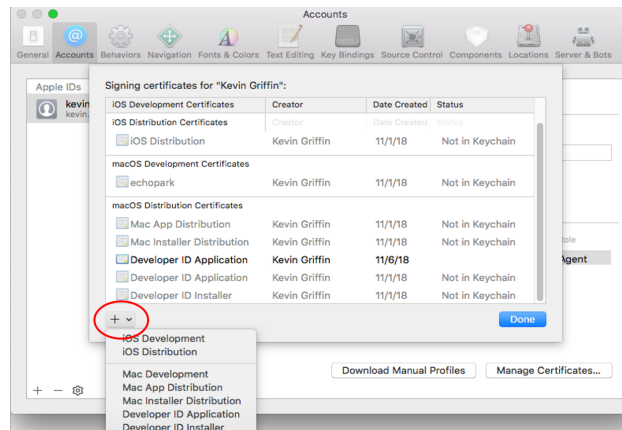 Accounts
General Accounts Behaviors Navigation Fonts & Colors Text Editing Key Bindings Source Control Components Locations Server & Bots
Apple IDs
kevin
kevin.
Signing certificates for "Kevin Griffin":
iOS Development Certificates Creator Date Created Status
iOS Distribution Certificates Creator Date Created Status
iOS Distribution Kevin Griffin 11/1/18 Not in Keychain
macOS Development Certificates
echopark Kevin Griffin 11/1/18 Not in Keychain
macOS Distribution Certificates
Mac App Distribution Kevin Griffin 11/1/18 Not in Keychain
Mac Installer Distribution Kevin Griffin 11/1/18 Not in Keychain
ole
Developer ID Application Kevin Griffin 11/6/18
Agent
Developer ID Application Kevin Griffin 11/1/18 Not in Keychain
Developer ID Installer Kevin Griffin 11/1/18 Not in Keychain
+
Done
iOS Development
iOS Distribution
Mac Development
Mac App Distribution
Mac Installer Distribution
Developer ID Application
Developer ID Installer
Download Manual Profiles
Manage Certificates...
+ −